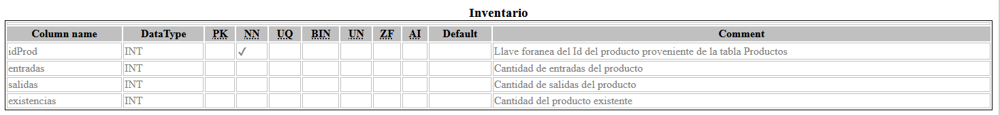 Inventario
Column name DataType PK NN UQ BIN UN ZF AI Default Comment
idProd INT ✓ Llave foranea del Id del producto proveniente de la tabla Productos
entradas INT Cantidad de entradas del producto
salidas INT Cantidad de salidas del producto
existencias INT Cantidad del producto existente